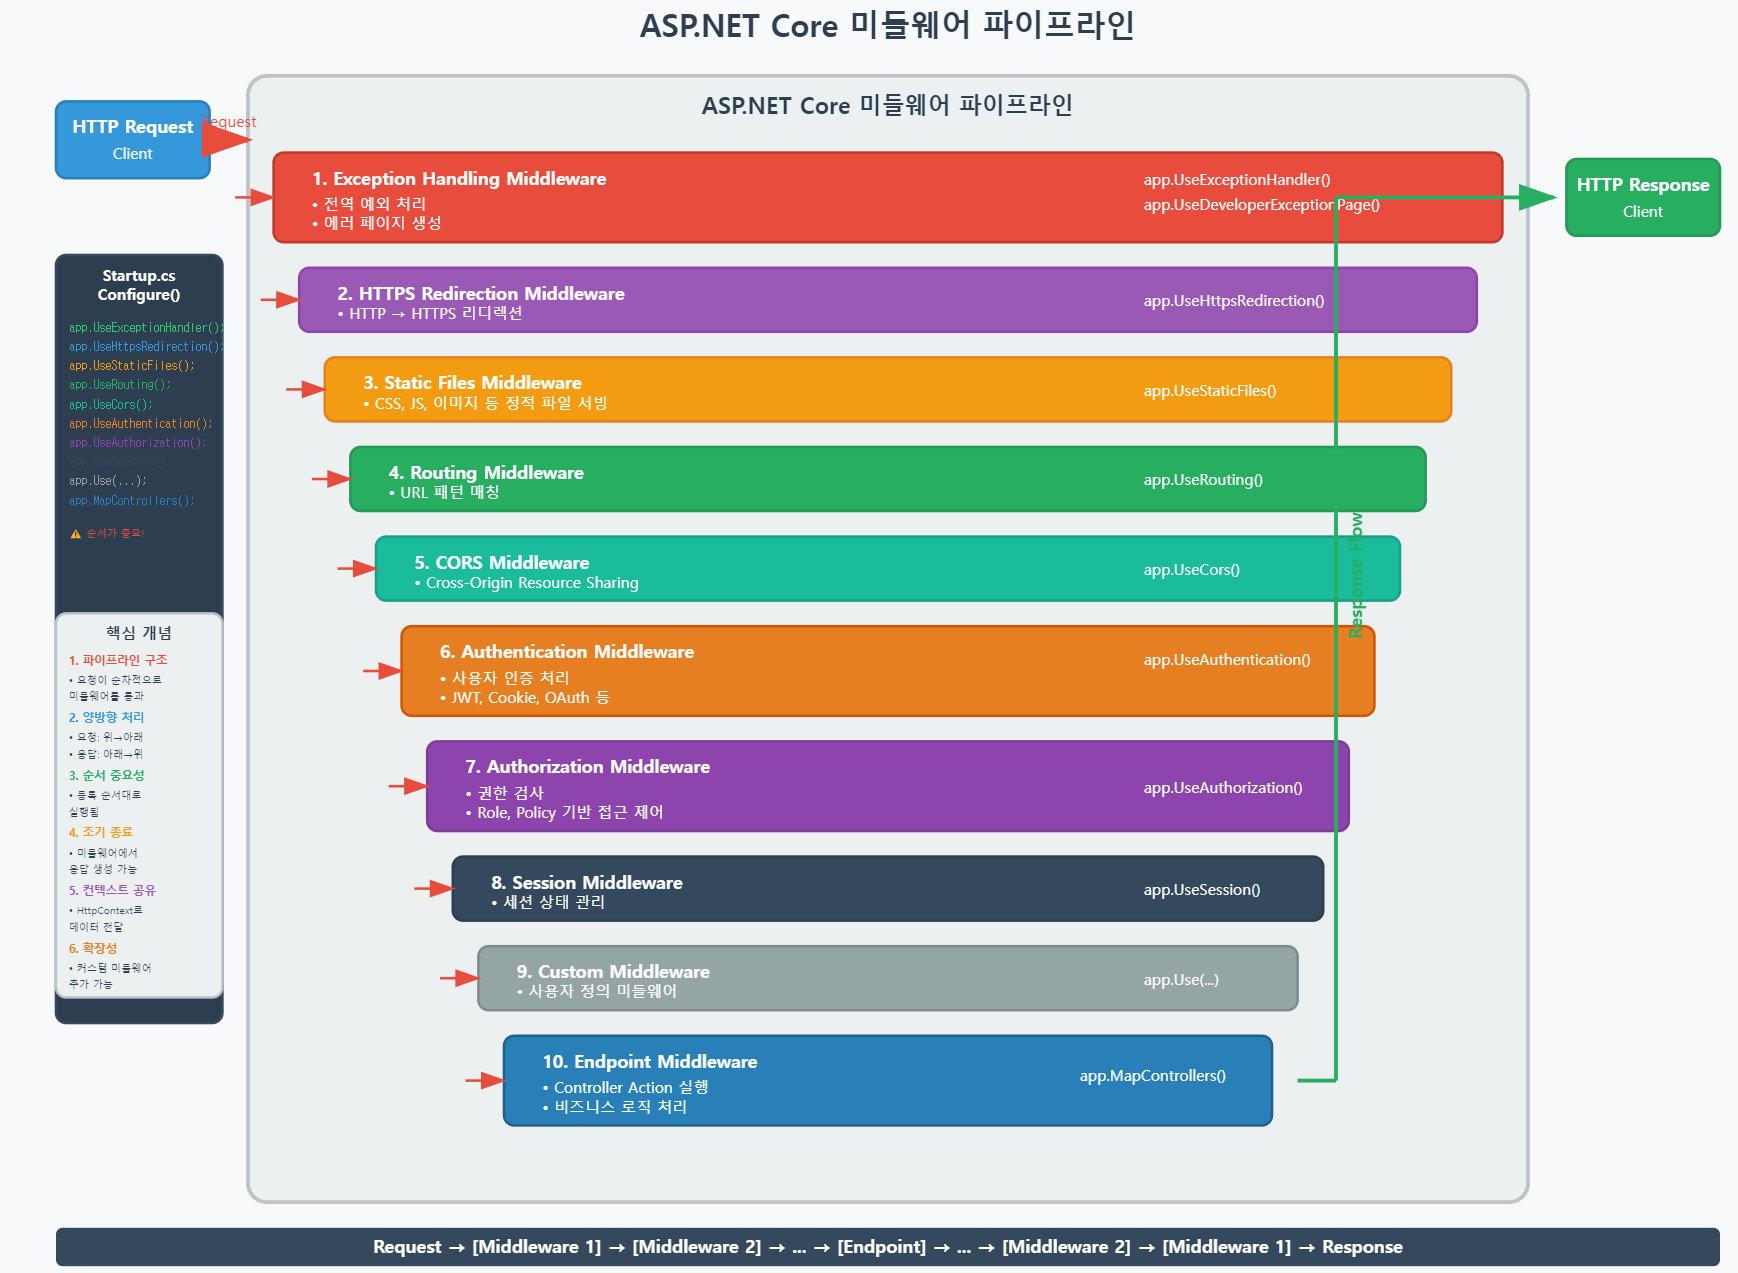 ASP.NET Core 미들웨어 파이프라인
ASP.NET Core 미들웨어 파이프라인
HTTP Request
Client
Request
HTTP Response
Client
1. Exception Handling Middleware
• 전역 예외 처리
• 에러 페이지 생성
app.UseExceptionHandler()
app.UseDeveloperExceptionPage()
2. HTTPS Redirection Middleware
• HTTP → HTTPS 리디렉션
app.UseHttpsRedirection()
3. Static Files Middleware
• CSS, JS, 이미지 등 정적 파일 서빙
app.UseStaticFiles()
4. Routing Middleware
• URL 패턴 매칭
app.UseRouting()
5. CORS Middleware
• Cross-Origin Resource Sharing
app.UseCors()
6. Authentication Middleware
• 사용자 인증 처리
• JWT, Cookie, OAuth 등
app.UseAuthentication()
7. Authorization Middleware
• 권한 검사
• Role, Policy 기반 접근 제어
app.UseAuthorization()
8. Session Middleware
• 세션 상태 관리
app.UseSession()
9. Custom Middleware
• 사용자 정의 미들웨어
app.Use(...)
10. Endpoint Middleware
• Controller Action 실행
• 비즈니스 로직 처리
app.MapControllers()
Response Flow
Startup.cs
Configure()
app.UseExceptionHandler();
app.UseHttpsRedirection();
app.UseStaticFiles();
app.UseRouting();
app.UseCors();
app.UseAuthentication();
app.UseAuthorization();
app.UseSession();
app.Use(...);
app.MapControllers();
⚠ 순서가 중요!
핵심 개념
1. 파이프라인 구조
• 요청이 순차적으로
미들웨어를 통과
2. 양방향 처리
• 요청: 위→아래
• 응답: 아래→위
3. 순서 중요성
• 등록 순서대로
실행됨
4. 조기 종료
• 미들웨어에서
응답 생성 가능
5. 컨텍스트 공유
• HttpContext로
데이터 전달
6. 확장성
• 커스텀 미들웨어
추가 가능
Request → [Middleware 1] → [Middleware 2] → ... → [Endpoint] → ... → [Middleware 2] → [Middleware 1] → Response